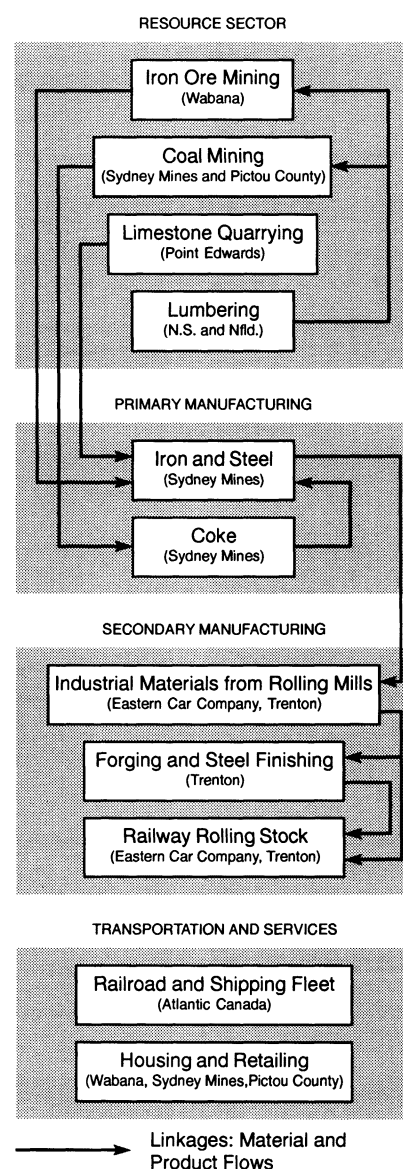 RESOURCE SECTOR
Iron Ore Mining
(Wabana)
Coal Mining
(Sydney Mines and Pictou County)
Limestone Quarrying
(Point Edwards)
Lumbering
(N.S. and Nfld.)
PRIMARY MANUFACTURING
Iron and Steel
(Sydney Mines)
Coke
(Sydney Mines)
SECONDARY MANUFACTURING
Industrial Materials from Rolling Mills
(Eastern Car Company, Trenton)
Forging and Steel Finishing
(Trenton)
Railway Rolling Stock
(Eastern Car Company, Trenton)
TRANSPORTATION AND SERVICES
Railroad and Shipping Fleet
(Atlantic Canada)
Housing and Retailing
(Wabana, Sydney Mines,Pictou County)
Linkages: Material and
Product Flows